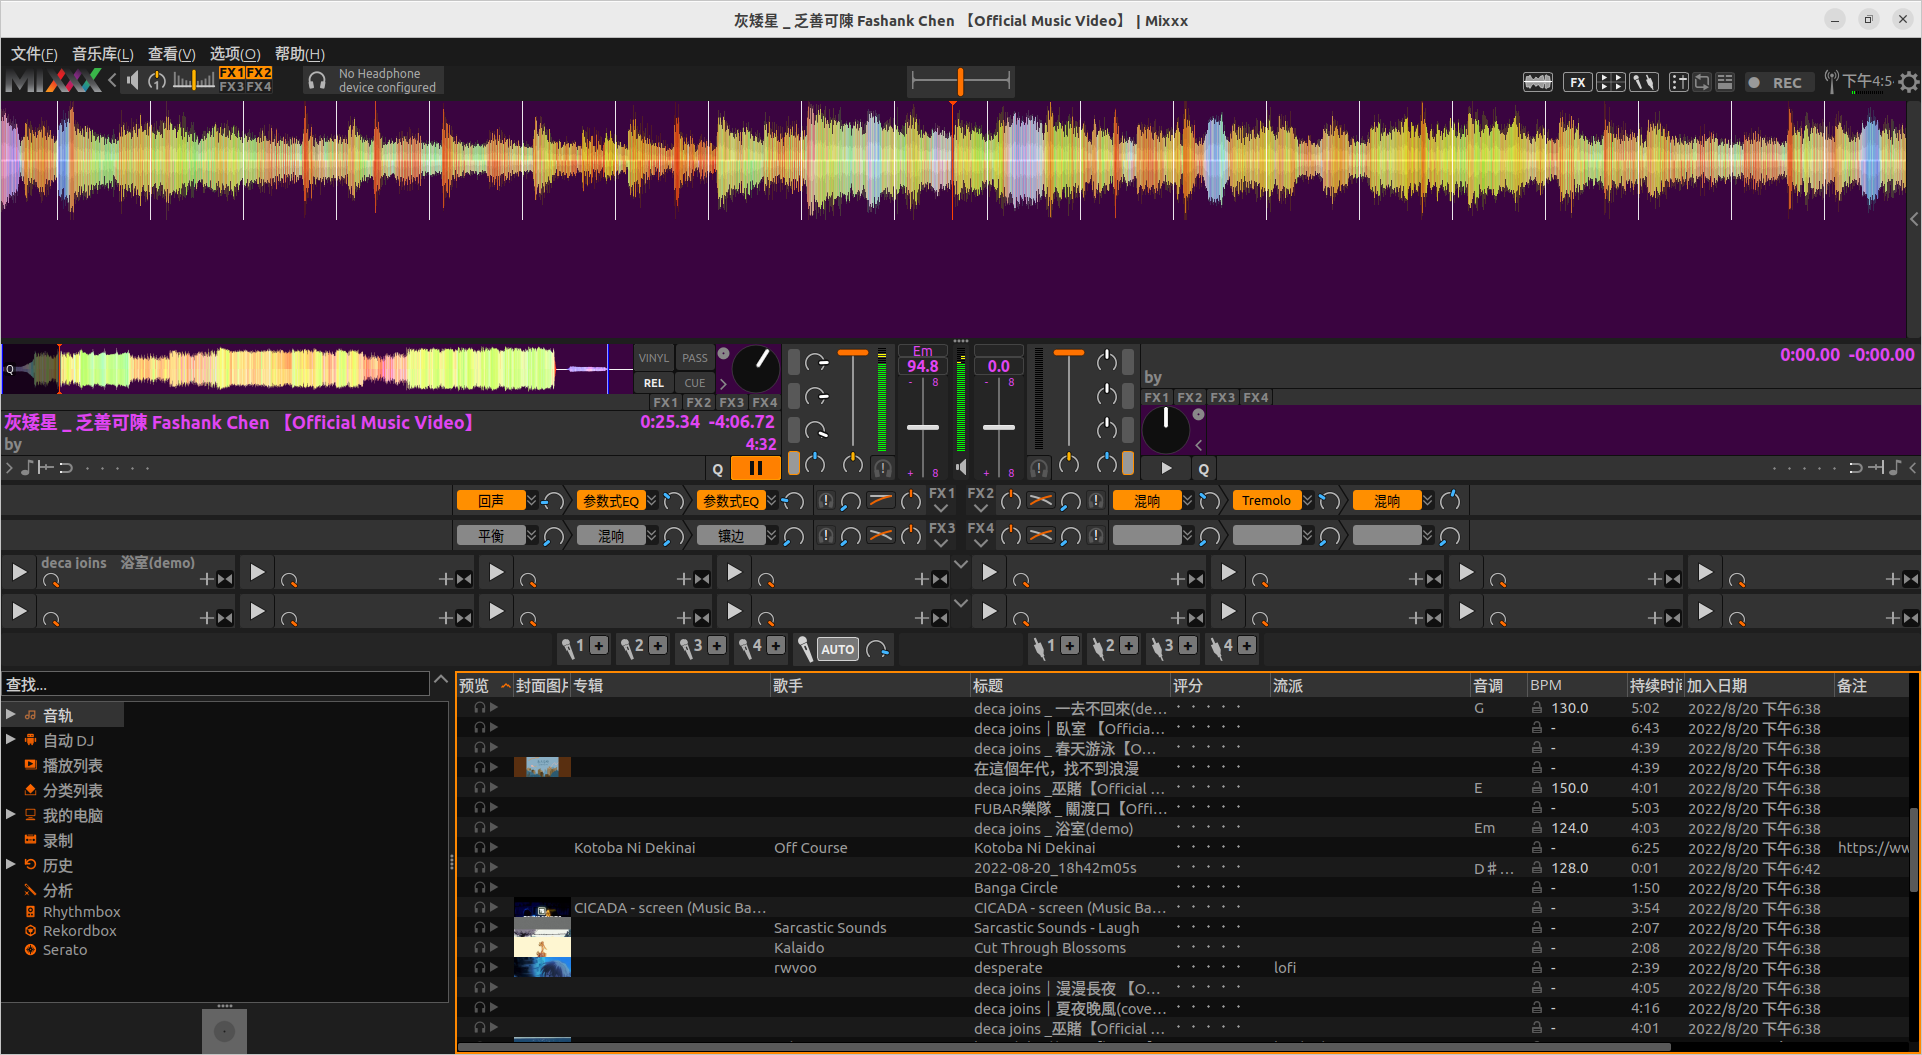 灰矮星 _ 乏善可陳 Fashank Chen 【Official Music Video】 | Mixxx
文件(F) 音乐库(L) 查看(V) 选项(O) 帮助(H)
MIXXX
1
FX1 FX2
FX3 FX4
No Headphone
device configured
FX
REC
下午4:5
Q
VINYL PASS
REL CUE
FX1 FX2 FX3 FX4
灰矮星 _ 乏善可陳 Fashank Chen 【Official Music Video】
0:25.34 -4:06.72
by
4:32
Q
Em
94.8
- 8
+ 8
0.0
- 8
+ 8
0:00.00 -0:00.00
by
FX1 FX2 FX3 FX4
Q
回声 参数式EQ 参数式EQ FX1
FX2 混响 Tremolo 混响
平衡 混响 镶边 FX3
FX4
deca joins 浴室(demo)
1 2 3 4 AUTO 1 2 3 4
查找...
音轨
自动 DJ
播放列表
分类列表
我的电脑
录制
历史
分析
Rhythmbox
Rekordbox
Serato
预览 封面图片 专辑 歌手 标题 评分 流派 音调 BPM 持续时间 加入日期 备注
deca joins _ 一去不回來(de... G 130.0 5:02 2022/8/20 下午6:38
deca joins｜臥室 【Officia... - 6:43 2022/8/20 下午6:38
deca joins _ 春天游泳【O... - 4:39 2022/8/20 下午6:38
在這個年代，找不到浪漫 - 4:39 2022/8/20 下午6:38
deca joins _巫賭【Official ... E 150.0 4:01 2022/8/20 下午6:38
FUBAR樂隊 _ 關渡口【Offi... - 5:03 2022/8/20 下午6:38
deca joins _ 浴室(demo) Em 124.0 4:03 2022/8/20 下午6:38
Kotoba Ni Dekinai Off Course Kotoba Ni Dekinai - 6:25 2022/8/20 下午6:38 https://ww
2022-08-20_18h42m05s D♯... 128.0 0:01 2022/8/20 下午6:42
Banga Circle - 1:50 2022/8/20 下午6:38
CICADA - screen (Music Ba... CICADA - screen (Music Ba... - 3:54 2022/8/20 下午6:38
Sarcastic Sounds Sarcastic Sounds - Laugh - 2:07 2022/8/20 下午6:38
Kalaido Cut Through Blossoms - 2:08 2022/8/20 下午6:38
rwvoo desperate lofi - 2:39 2022/8/20 下午6:38
deca joins｜漫漫長夜 【O... - 4:05 2022/8/20 下午6:38
deca joins｜夏夜晚風(cove... - 4:16 2022/8/20 下午6:38
deca joins _巫賭【Official ... - 4:01 2022/8/20 下午6:38